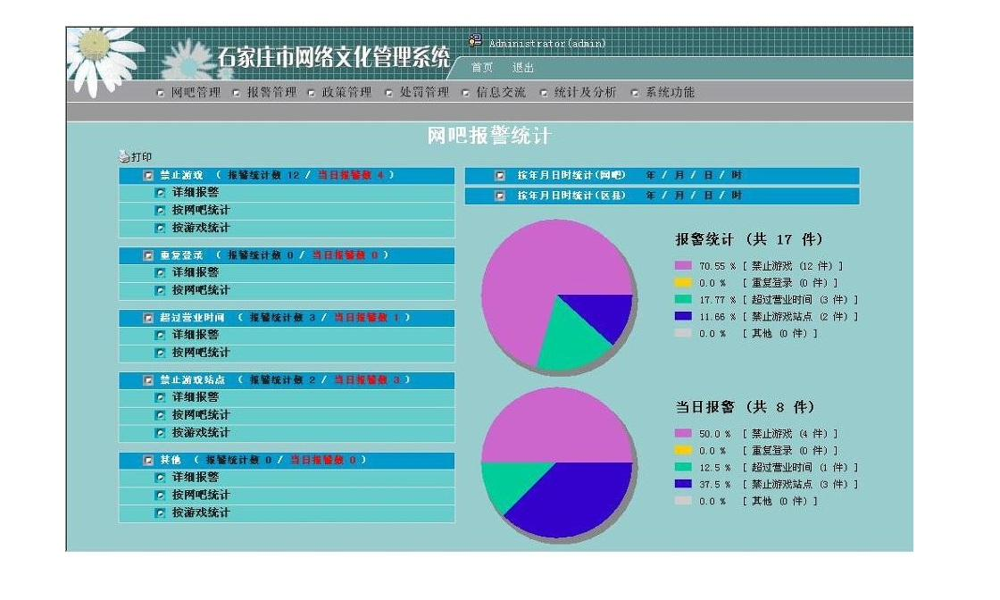 石家庄市网络文化管理系统
Administrator(admin)
首页 退出
网吧管理 报警管理 政策管理 处罚管理 信息交流 统计及分析 系统功能
网吧报警统计
打印
禁止游戏 ( 报警统计数 12 / 当日报警数 4 )
详细报警
按网吧统计
按游戏统计
重复登录 ( 报警统计数 0 / 当日报警数 0 )
详细报警
按网吧统计
超过营业时间 ( 报警统计数 3 / 当日报警数 1 )
详细报警
按网吧统计
禁止游戏站点 ( 报警统计数 2 / 当日报警数 3 )
详细报警
按网吧统计
按游戏统计
其他 ( 报警统计数 0 / 当日报警数 0 )
详细报警
按网吧统计
按游戏统计
按年月日时统计(网吧) 年 / 月 / 日 / 时
按年月日时统计(区县) 年 / 月 / 日 / 时
报警统计 (共 17 件)
70.55 % [ 禁止游戏 (12 件) ]
0.0 % [ 重复登录 (0 件) ]
17.77 % [ 超过营业时间 (3 件) ]
11.66 % [ 禁止游戏站点 (2 件) ]
0.0 % [ 其他 (0 件) ]
当日报警 (共 8 件)
50.0 % [ 禁止游戏 (4 件) ]
0.0 % [ 重复登录 (0 件) ]
12.5 % [ 超过营业时间 (1 件) ]
37.5 % [ 禁止游戏站点 (3 件) ]
0.0 % [ 其他 (0 件) ]